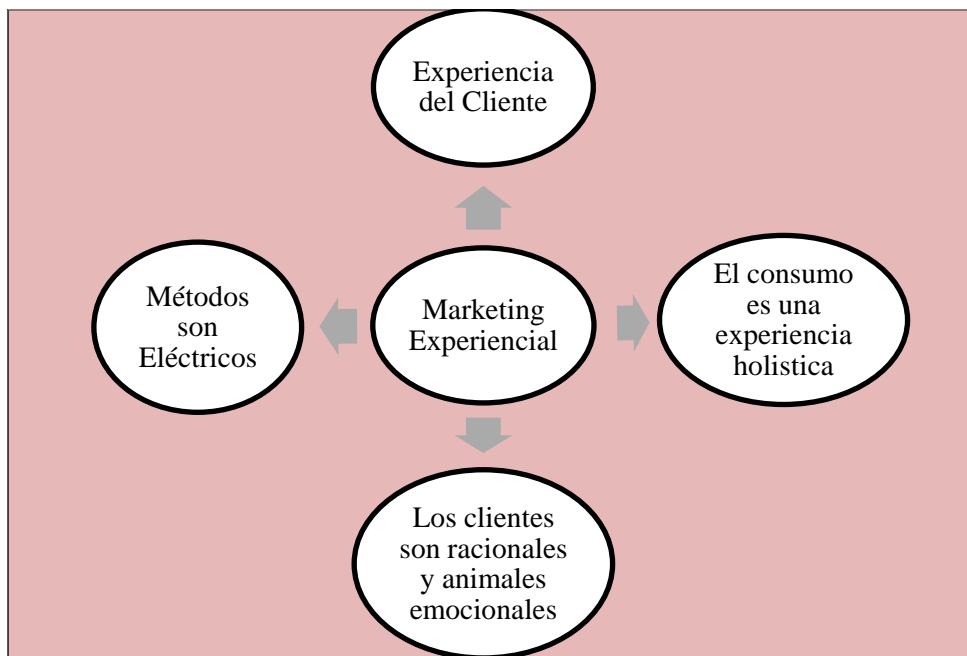 Experiencia
del Cliente
Métodos
son
Eléctricos
Marketing
Experiencial
El consumo
es una
experiencia
holistica
Los clientes
son racionales
y animales
emocionales